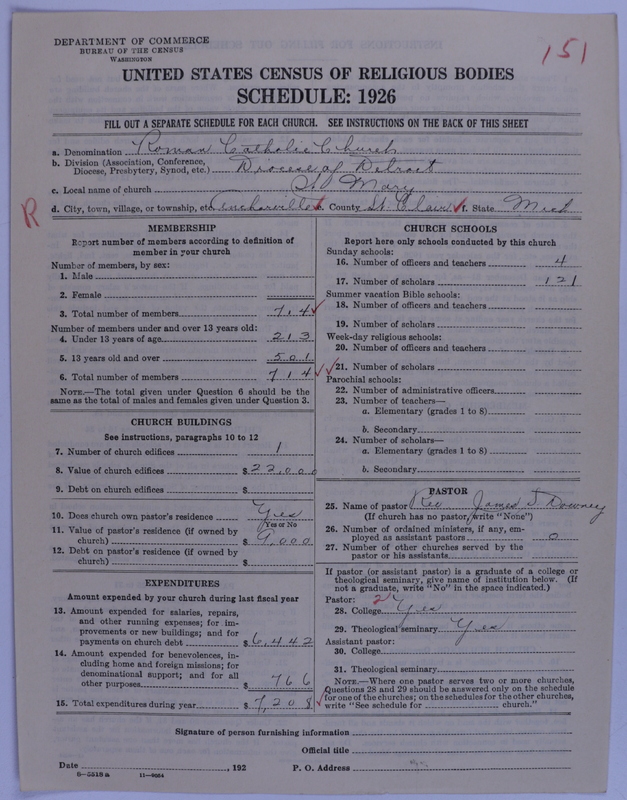 DEPARTMENT OF COMMERCE
BUREAU OF THE CENSUS
WASHINGTON
151
UNITED STATES CENSUS OF RELIGIOUS BODIES
SCHEDULE: 1926
FILL OUT A SEPARATE SCHEDULE FOR EACH CHURCH. SEE INSTRUCTIONS ON THE BACK OF THIS SHEET
a. Denomination Roman Catholic Church
b. Division (Association, Conference, Diocese, Presbytery, Synod, etc.) Diocese of Detroit
c. Local name of church St Mary
R
d. City, town, village, or township, etc. Anchorville e. County St. Clair f. State Mich
MEMBERSHIP
Report number of members according to definition of
member in your church
Number of members, by sex:
1. Male
2. Female
3. Total number of members 714
Number of members under and over 13 years old:
4. Under 13 years of age 213
5. 13 years old and over 501
6. Total number of members 714
NOTE.—The total given under Question 6 should be the
same as the total of males and females given under Question 3.
CHURCH BUILDINGS
See instructions, paragraphs 10 to 12
7. Number of church edifices 1
8. Value of church edifices $22,000
9. Debt on church edifices $
10. Does church own pastor's residence Yes
Yes or No
11. Value of pastor's residence (if owned by
church) $ 9,000
12. Debt on pastor's residence (if owned by
church) $
EXPENDITURES
Amount expended by your church during last fiscal year
13. Amount expended for salaries, repairs,
and other running expenses; for im-
provements or new buildings; and for
payments on church debt $6,442
14. Amount expended for benevolences, in-
cluding home and foreign missions; for
denominational support; and for all
other purposes $ 766
15. Total expenditures during year $ 7,208
CHURCH SCHOOLS
Report here only schools conducted by this church
Sunday schools:
16. Number of officers and teachers 4
17. Number of scholars 121
Summer vacation Bible schools:
18. Number of officers and teachers
19. Number of scholars
Week-day religious schools:
20. Number of officers and teachers
21. Number of scholars
Parochial schools:
22. Number of administrative officers
23. Number of teachers—
a. Elementary (grades 1 to 8)
b. Secondary
24. Number of scholars—
a. Elementary (grades 1 to 8)
b. Secondary
PASTOR
25. Name of pastor Rev James J Downey
(If church has no pastor, write "None")
26. Number of ordained ministers, if any, em-
ployed as assistant pastors 0
27. Number of other churches served by the
pastor or his assistants
If pastor (or assistant pastor) is a graduate of a college or
theological seminary, give name of institution below. (If
not a graduate, write "No" in the space indicated.)
Pastor: 2
28. College Yes
29. Theological seminary Yes
Assistant pastor:
30. College
31. Theological seminary
NOTE.—Where one pastor serves two or more churches,
Questions 28 and 29 should be answered only on the schedule
for one of the churches; on the schedules for the other churches,
write "See schedule for church."
Signature of person furnishing information
Official title
Date , 192 P. O. Address
8—5518a 11—9064